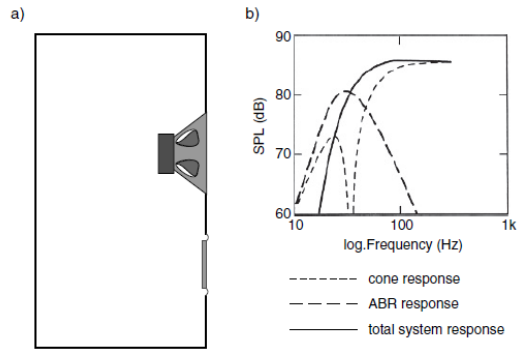 a)
b)
90
80
70
60
SPL (dB)
10
100
1k
log.Frequency (Hz)
cone response
ABR response
total system response